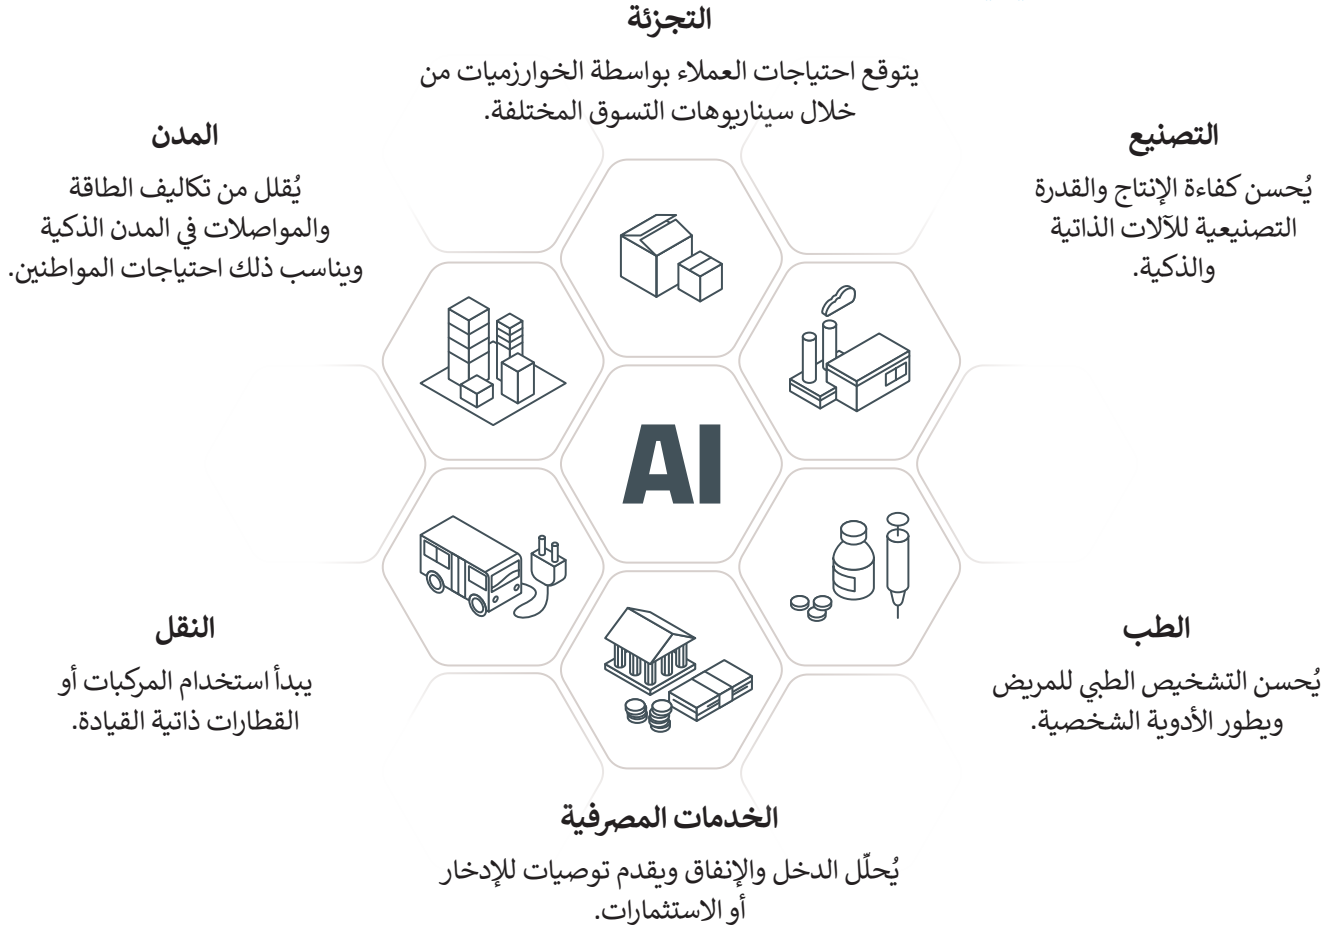 التجزئة
يتوقع احتياجات العملاء بواسطة الخوارزميات من
خلال سيناريوهات التسوق المختلفة.
التصنيع
يُحسن كفاءة الإنتاج والقدرة
التصنيعية للآلات الذاتية
والذكية.
المدن
يُقلل من تكاليف الطاقة
والمواصلات في المدن الذكية
ويناسب ذلك احتياجات المواطنين.
AI
الطب
يُحسن التشخيص الطبي للمريض
ويطور الأدوية الشخصية.
النقل
يبدأ استخدام المركبات أو
القطارات ذاتية القيادة.
الخدمات المصرفية
يُحلّل الدخل والإنفاق ويقدم توصيات للإدخار
أو الاستثمارات.